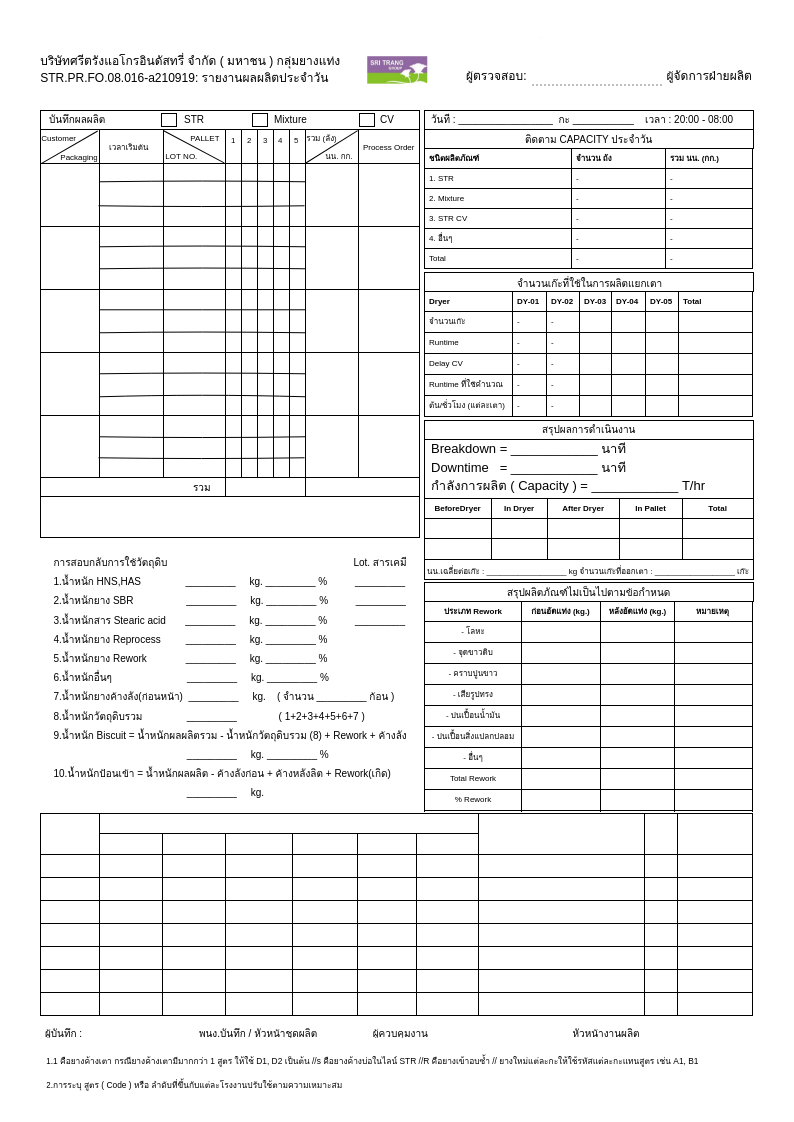 บริษัทศรีตรังแอโกรอินดัสทรี่ จำกัด ( มหาชน ) กลุ่มยางแท่ง
STR.PR.FO.08.016-a210919: รายงานผลผลิตประจำวัน
SRI TRANG
GROUP
ผู้ตรวจสอบ: ผู้จัดการฝ่ายผลิต
บันทึกผลผลิต STR Mixture CV
Customer
Packaging
เวลาเริ่มต้น
PALLET
LOT NO.
1 2 3 4 5
รวม (ลัง)
นน. กก.
Process Order
รวม
วันที่ : ___________________ กะ ____________ เวลา : 20:00 - 08:00
ติดตาม CAPACITY ประจำวัน
ชนิดผลิตภัณฑ์ จำนวน ถัง รวม นน. (กก.)
1. STR - -
2. Mixture - -
3. STR CV - -
4. อื่นๆ - -
Total - -
จำนวนเก๊ะที่ใช้ในการผลิตแยกเตา
Dryer DY-01 DY-02 DY-03 DY-04 DY-05 Total
จำนวนเก๊ะ - -
Runtime - -
Delay CV - -
Runtime ที่ใช้คำนวณ - -
ตัน/ชั่วโมง (แต่ละเตา) - -
สรุปผลการดำเนินงาน
Breakdown = ____________ นาที
Downtime = ____________ นาที
กำลังการผลิต ( Capacity ) = ____________ T/hr
BeforeDryer In Dryer After Dryer In Pallet Total
นน.เฉลี่ยต่อเก๊ะ : ____________________ kg จำนวนเก๊ะที่ออกเตา : ____________________ เก๊ะ
สรุปผลิตภัณฑ์ไม่เป็นไปตามข้อกำหนด
ประเภท Rework ก่อนอัดแท่ง (kg.) หลังอัดแท่ง (kg.) หมายเหตุ
- โลหะ
- จุดขาวดิบ
- คราบปูนขาว
- เสียรูปทรง
- ปนเปื้อนน้ำมัน
- ปนเปื้อนสิ่งแปลกปลอม
- อื่นๆ
Total Rework
% Rework
การสอบกลับการใช้วัตถุดิบ Lot. สารเคมี
1.น้ำหนัก HNS,HAS _________ kg. _________ % _________
2.น้ำหนักยาง SBR _________ kg. _________ % _________
3.น้ำหนักสาร Stearic acid _________ kg. _________ % _________
4.น้ำหนักยาง Reprocess _________ kg. _________ %
5.น้ำหนักยาง Rework _________ kg. _________ %
6.น้ำหนักอื่นๆ _________ kg. _________ %
7.น้ำหนักยางค้างลัง(ก่อนหน้า) _________ kg. ( จำนวน _________ ก้อน )
8.น้ำหนักวัตถุดิบรวม _________ ( 1+2+3+4+5+6+7 )
9.น้ำหนัก Biscuit = น้ำหนักผลผลิตรวม - น้ำหนักวัตถุดิบรวม (8) + Rework + ค้างลัง
_________ kg. _________ %
10.น้ำหนักป้อนเข้า = น้ำหนักผลผลิต - ค้างลังก่อน + ค้างหลังลิต + Rework(เกิด)
_________ kg.
ผู้บันทึก : พนง.บันทึก / หัวหน้าชุดผลิต ผู้ควบคุมงาน หัวหน้างานผลิต
1.1 คือยางค้างเตา กรณียางค้างเตามีมากกว่า 1 สูตร ให้ใช้ D1, D2 เป็นต้น //s คือยางค้างบ่อในไลน์ STR //R คือยางเข้าอบซ้ำ // ยางใหม่แต่ละกะให้ใช้รหัสแต่ละกะแทนสูตร เช่น A1, B1
2.การระบุ สูตร ( Code ) หรือ ลำดับที่ขึ้นกับแต่ละโรงงานปรับใช้ตามความเหมาะสม